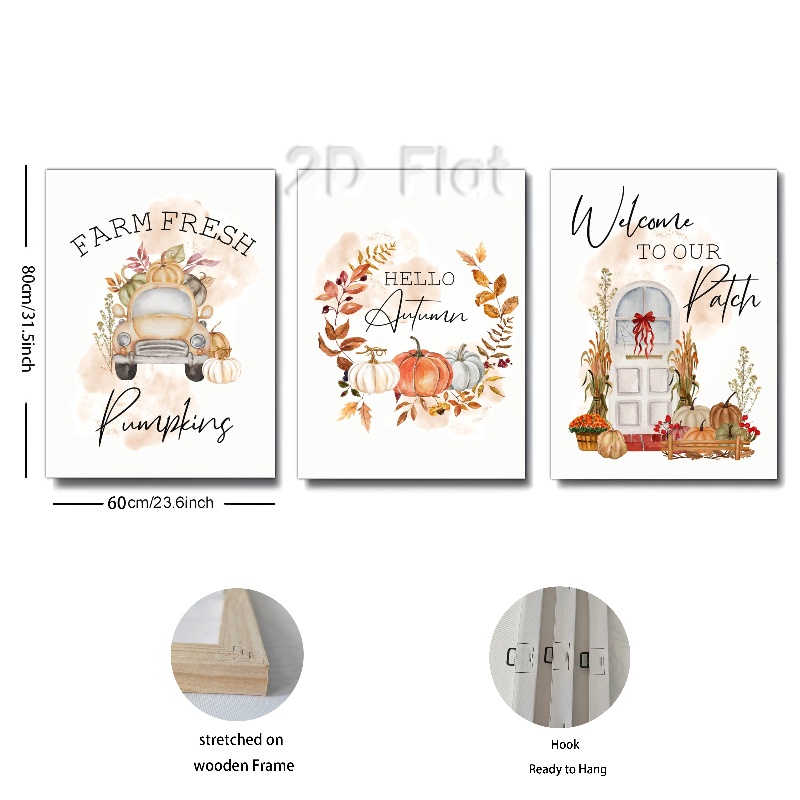 2D Flat
FARM FRESH
Pumpkins
HELLO
Autumn
Welcome
TO OUR
Patch
80cm/31.5inch
60cm/23.6inch
stretched on
wooden Frame
Hook
Ready to Hang